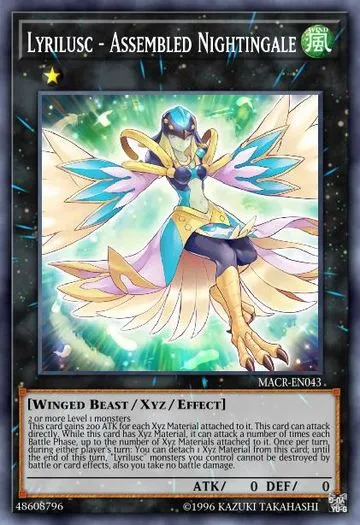 LYRILUSC - ASSEMBLED NIGHTINGALE
WIND
風
MACR-EN043
[WINGED BEAST/XYZ/EFFECT]
2 or more Level 1 monsters
This card gains 200 ATK for each Xyz Material attached to it. This card can attack
directly. While this card has Xyz Material, it can attack a number of times each
Battle Phase, up to the number of Xyz Materials attached to it. Once per turn,
during either player's turn: You can detach 1 Xyz Material from this card; until
the end of this turn, "Lyrilusc" monsters you control cannot be destroyed by
battle or card effects, also you take no battle damage.
ATK/ 0 DEF/ 0
48608796 ©1996 KAZUKI TAKAHASHI